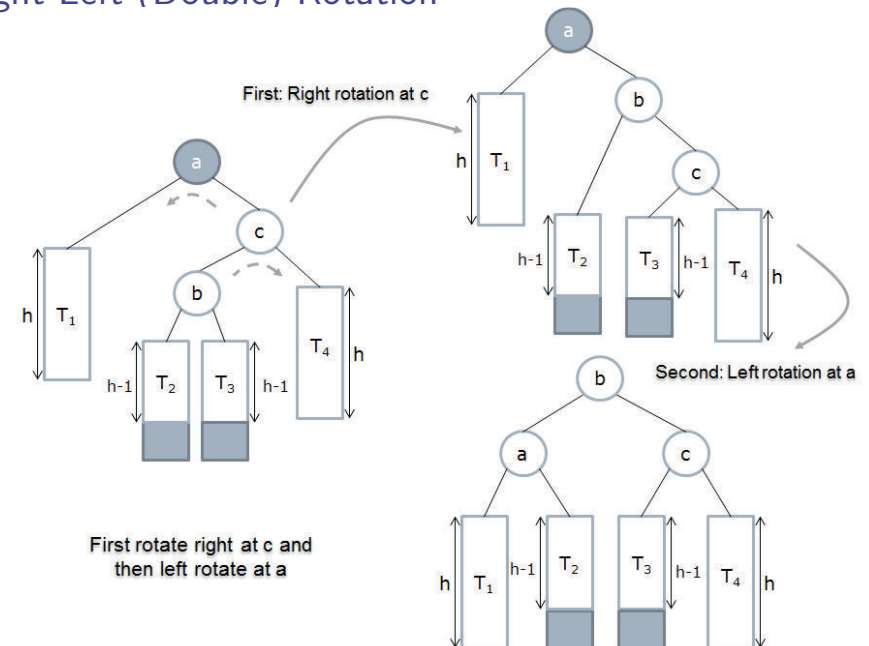 ght Left (Double) Rotation
First: Right rotation at c
a
b
c
h
T1
h-1
T2
T3
h-1
T4
h
a
c
b
h
T1
h-1
T2
T3
h-1
T4
h
First rotate right at c and
then left rotate at a
Second: Left rotation at a
b
a
c
h
T1
h-1
T2
T3
h-1
T4
h